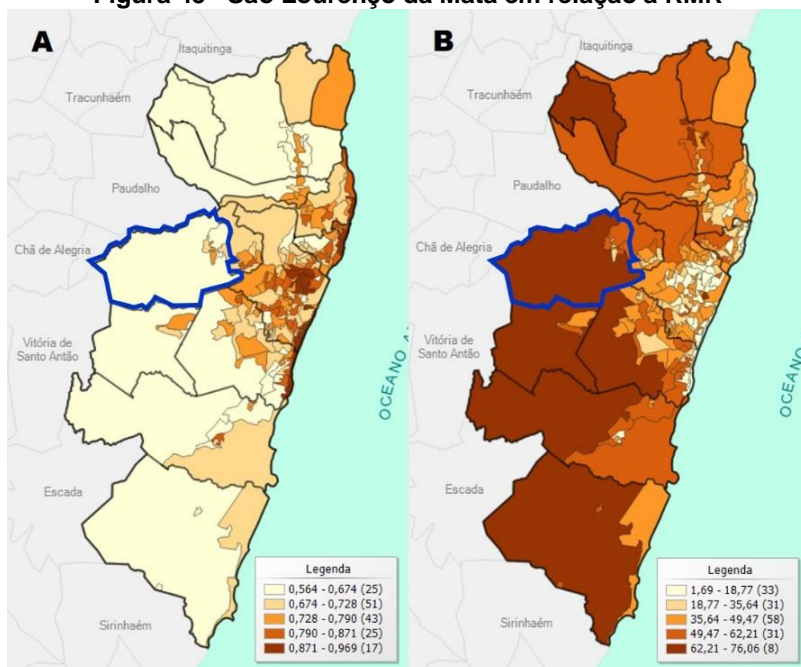 Figura 45 - São Lourenço da Mata em relação à RMR
A
Itaquitinga
Tracunhaém
Paudalho
Chã de Alegria
Vitória de
Santo Antão
Escada
Sirinhaém
OCEANO A
Legenda
0,564 - 0,674 (25)
0,674 - 0,728 (51)
0,728 - 0,790 (43)
0,790 - 0,871 (25)
0,871 - 0,969 (17)
B
Itaquitinga
Tracunhaém
Paudalho
Chã de Alegria
Vitória de
Santo Antão
Escada
Sirinhaém
OCEANO
Legenda
1,69 - 18,77 (33)
18,77 - 35,64 (31)
35,64 - 49,47 (58)
49,47 - 62,21 (31)
62,21 - 76,06 (8)